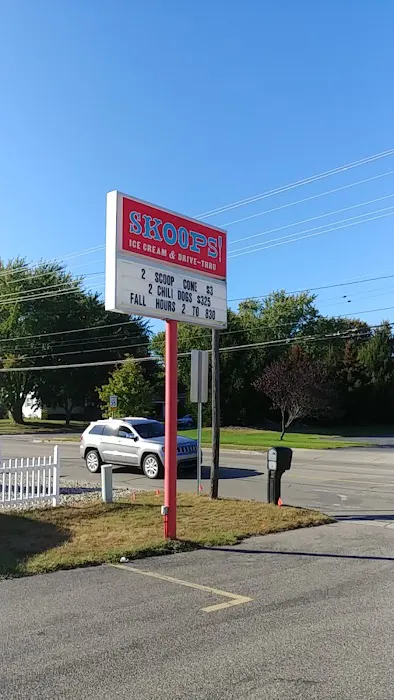 SKOOPS!
ICE CREAM & DRIVE-THRU
2 SCOOP CONE $3
2 CHILI DOGS $325
FALL HOURS 2 TO 830